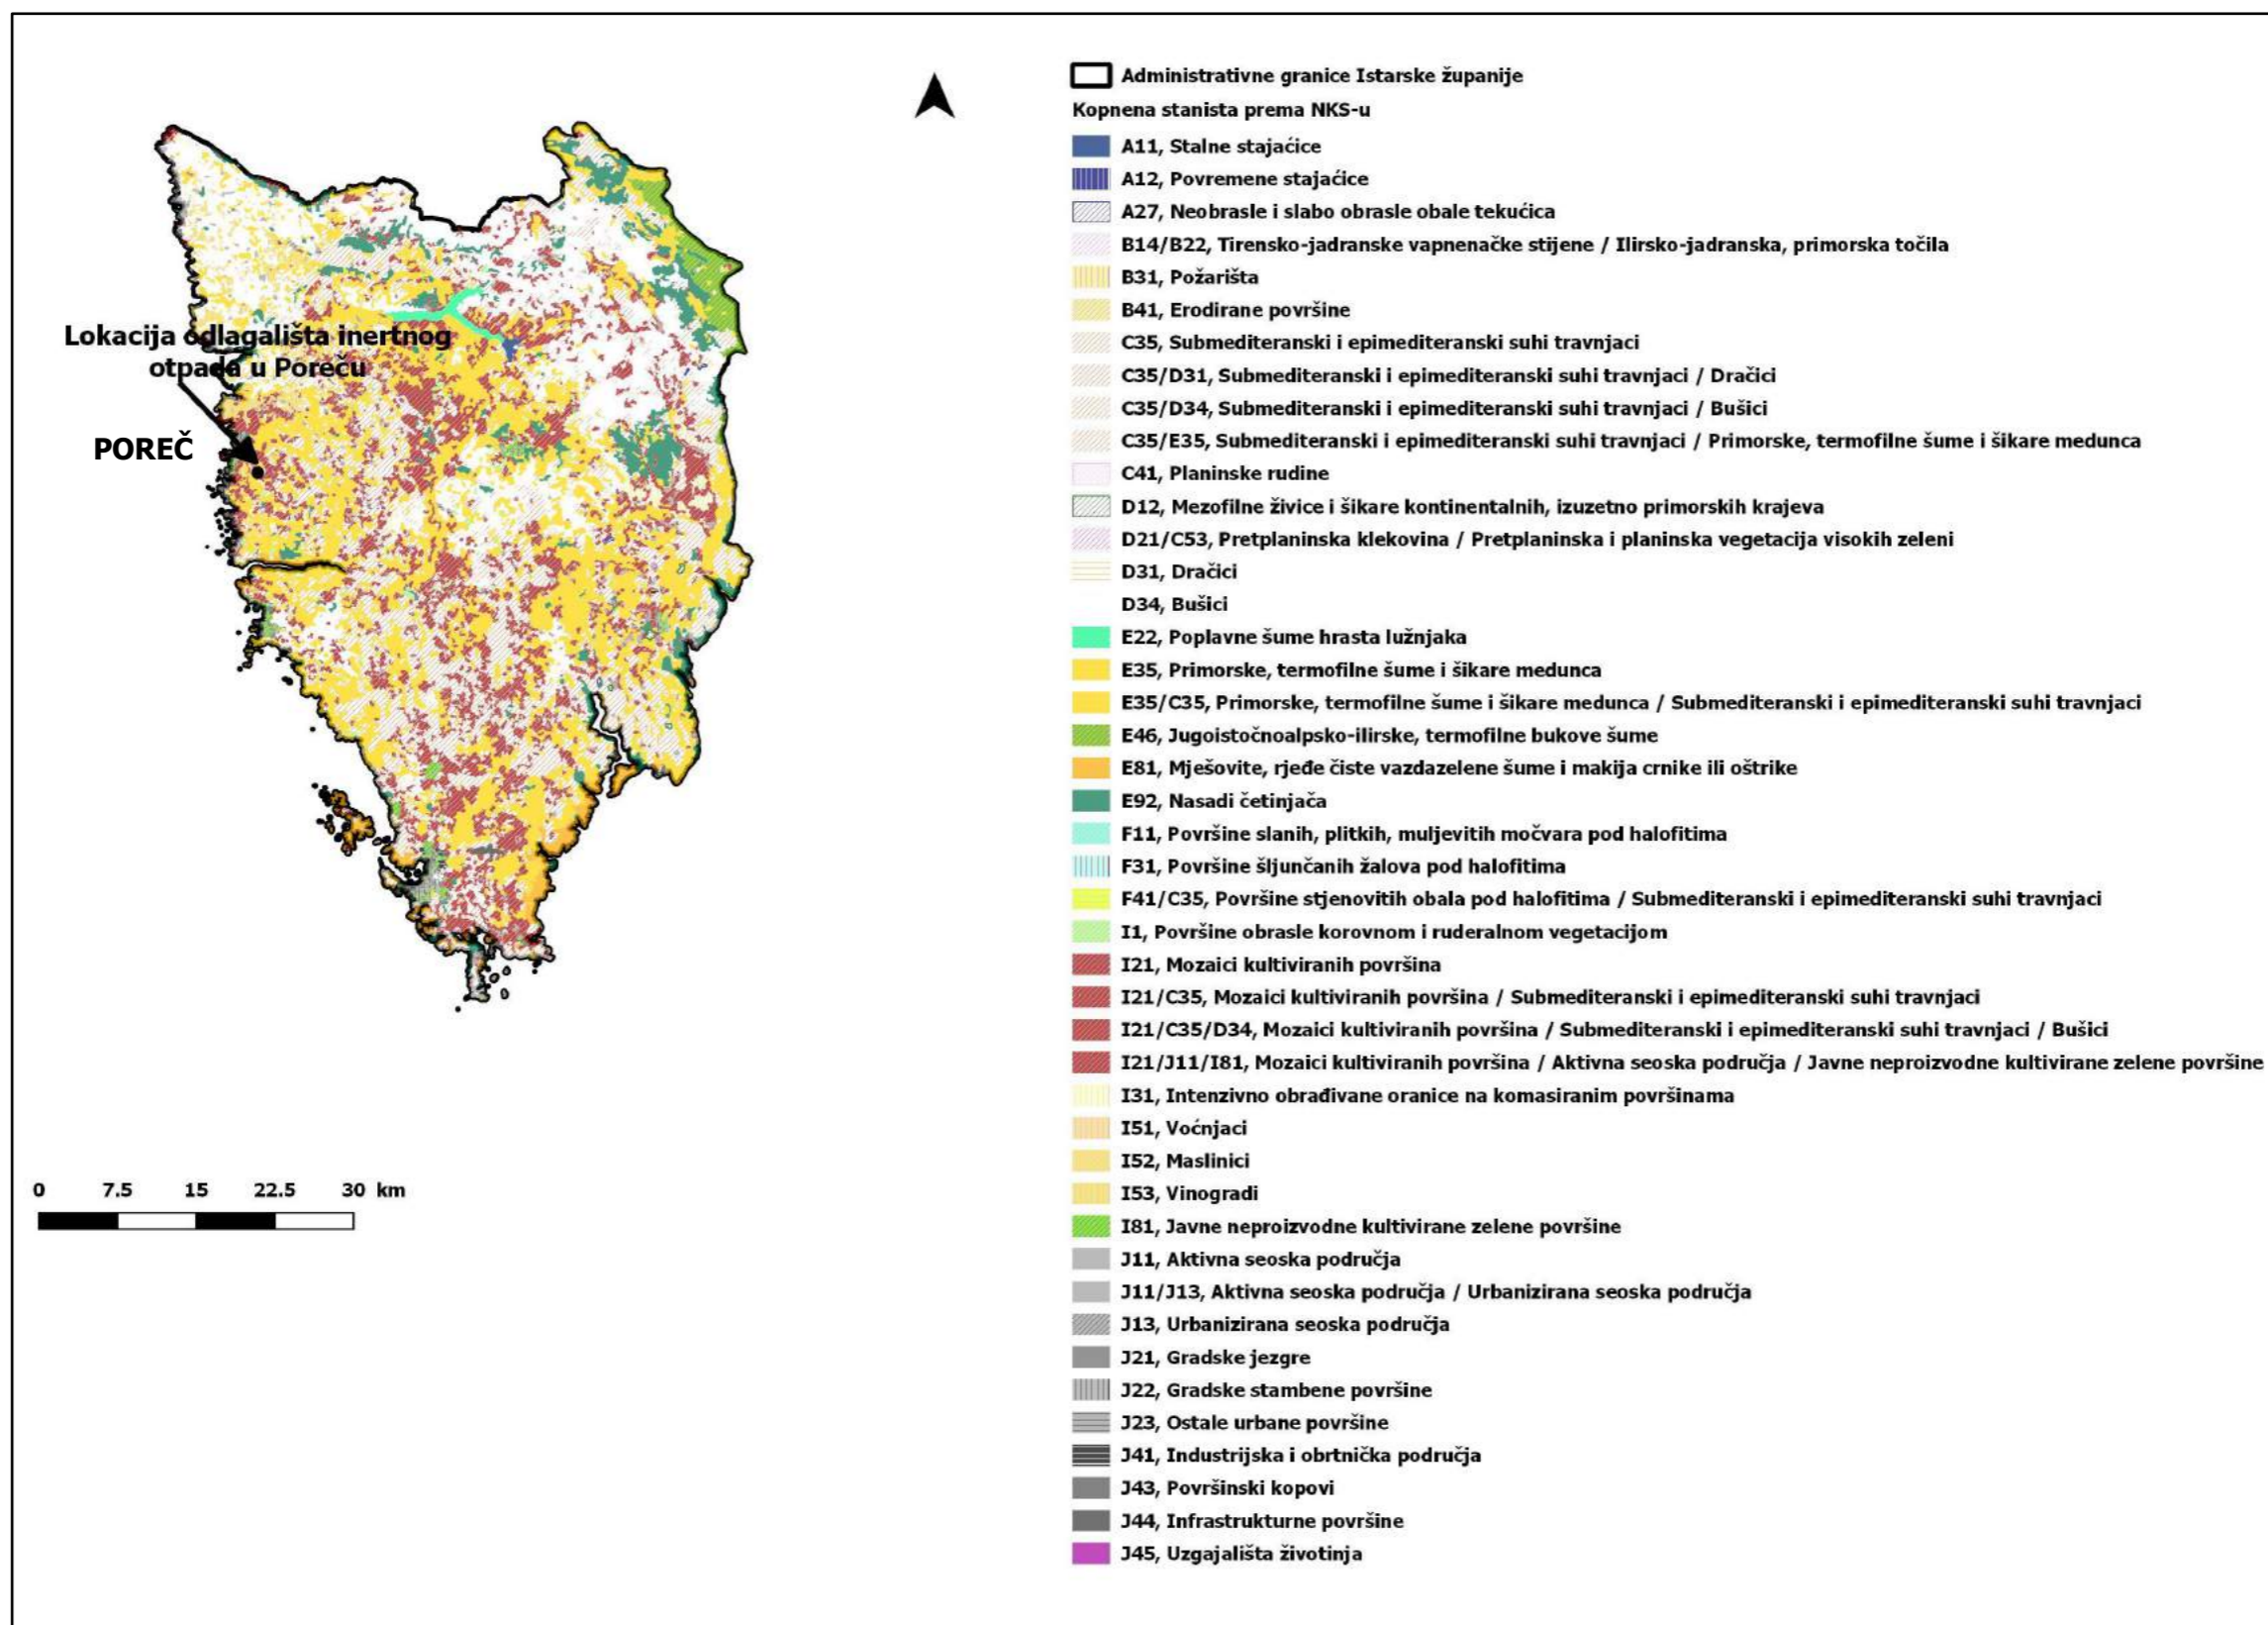 Lokacija odlagališta inertnog
otpada u Poreču
POREČ
0 7.5 15 22.5 30 km
Administrativne granice Istarske županije
Kopnena stanista prema NKS-u
A11, Stalne stajaćice
A12, Povremene stajaćice
A27, Neobrasle i slabo obrasle obale tekućica
B14/B22, Tirensko-jadranske vapnenačke stijene / Ilirsko-jadranska, primorska točila
B31, Požarišta
B41, Erodirane površine
C35, Submediteranski i epimediteranski suhi travnjaci
C35/D31, Submediteranski i epimediteranski suhi travnjaci / Dračici
C35/D34, Submediteranski i epimediteranski suhi travnjaci / Bušici
C35/E35, Submediteranski i epimediteranski suhi travnjaci / Primorske, termofilne šume i šikare medunca
C41, Planinske rudine
D12, Mezofilne živice i šikare kontinentalnih, izuzetno primorskih krajeva
D21/C53, Pretplaninska klekovina / Pretplaninska i planinska vegetacija visokih zeleni
D31, Dračici
D34, Bušici
E22, Poplavne šume hrasta lužnjaka
E35, Primorske, termofilne šume i šikare medunca
E35/C35, Primorske, termofilne šume i šikare medunca / Submediteranski i epimediteranski suhi travnjaci
E46, Jugoistočnoalpsko-ilirske, termofilne bukove šume
E81, Mješovite, rjeđe čiste vazdazelene šume i makija crnike ili oštrike
E92, Nasadi četinjača
F11, Površine slanih, plitkih, muljevitih močvara pod halofitima
F31, Površine šljunčanih žalova pod halofitima
F41/C35, Površine stjenovitih obala pod halofitima / Submediteranski i epimediteranski suhi travnjaci
I1, Površine obrasle korovnom i ruderalnom vegetacijom
I21, Mozaici kultiviranih površina
I21/C35, Mozaici kultiviranih površina / Submediteranski i epimediteranski suhi travnjaci
I21/C35/D34, Mozaici kultiviranih površina / Submediteranski i epimediteranski suhi travnjaci / Bušici
I21/J11/I81, Mozaici kultiviranih površina / Aktivna seoska područja / Javne neproizvodne kultivirane zelene površine
I31, Intenzivno obrađivane oranice na komasiranim površinama
I51, Voćnjaci
I52, Maslinici
I53, Vinogradi
I81, Javne neproizvodne kultivirane zelene površine
J11, Aktivna seoska područja
J11/J13, Aktivna seoska područja / Urbanizirana seoska područja
J13, Urbanizirana seoska područja
J21, Gradske jezgre
J22, Gradske stambene površine
J23, Ostale urbane površine
J41, Industrijska i obrtnička područja
J43, Površinski kopovi
J44, Infrastrukturne površine
J45, Uzgajališta životinja